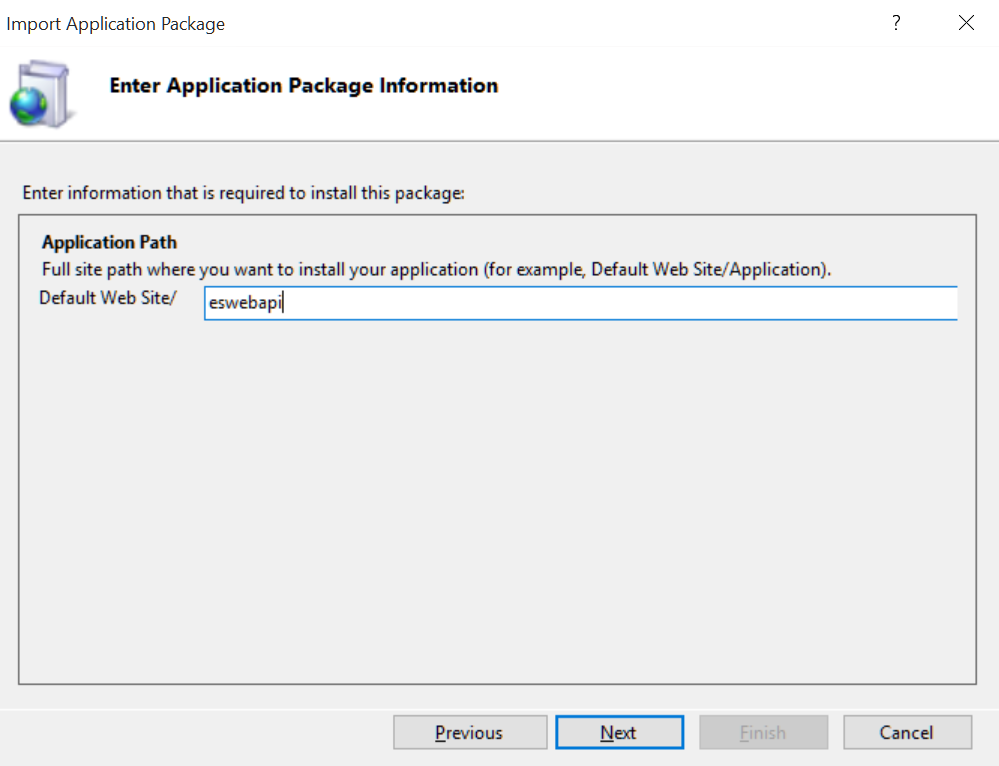 Import Application Package
?
Enter Application Package Information
Enter information that is required to install this package:
Application Path
Full site path where you want to install your application (for example, Default Web Site/Application).
Default Web Site/ eswebapi
Previous Next Finish Cancel